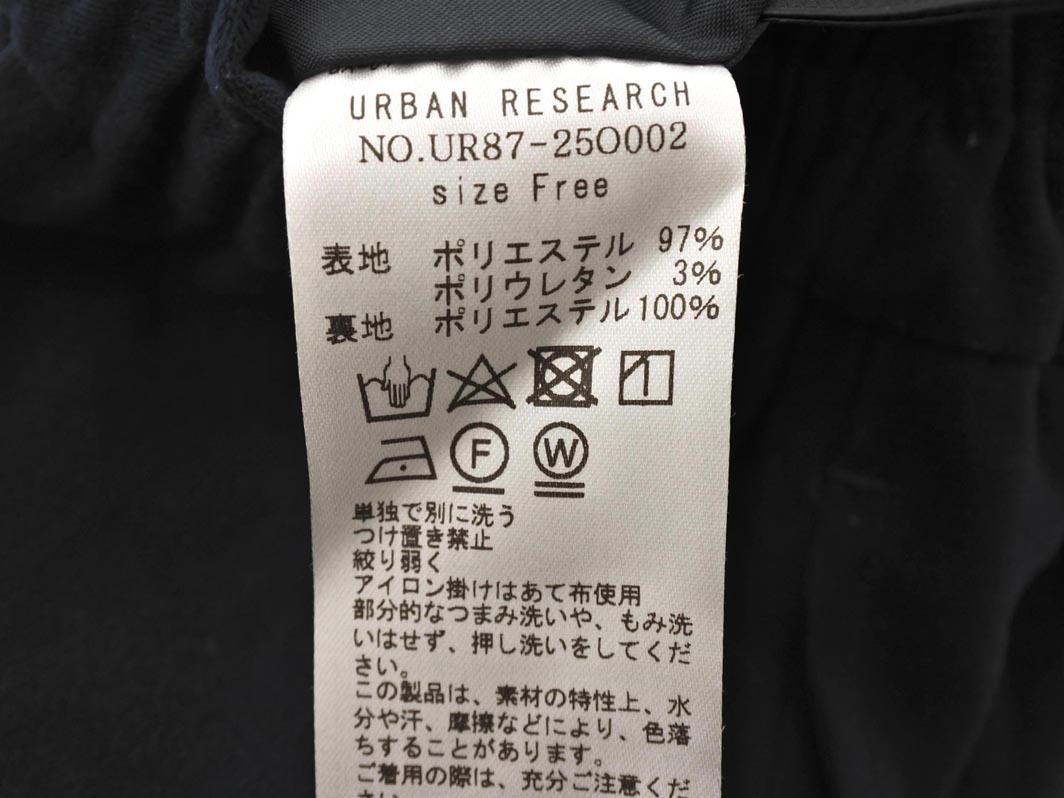 URBAN RESEARCH
NO.UR87-25O002
size Free
表地 ポリエステル 97%
ポリウレタン 3%
裏地 ポリエステル 100%
F W
単独で別に洗う
つけ置き禁止
絞り弱く
アイロン掛けはあて布使用
部分的なつまみ洗いや、もみ洗
いはせず、押し洗いをしてくだ
さい。
この製品は、素材の特性上、水
分や汗、摩擦などにより、色落
ちすることがあります。
ご着用の際は、充分ご注意くだ